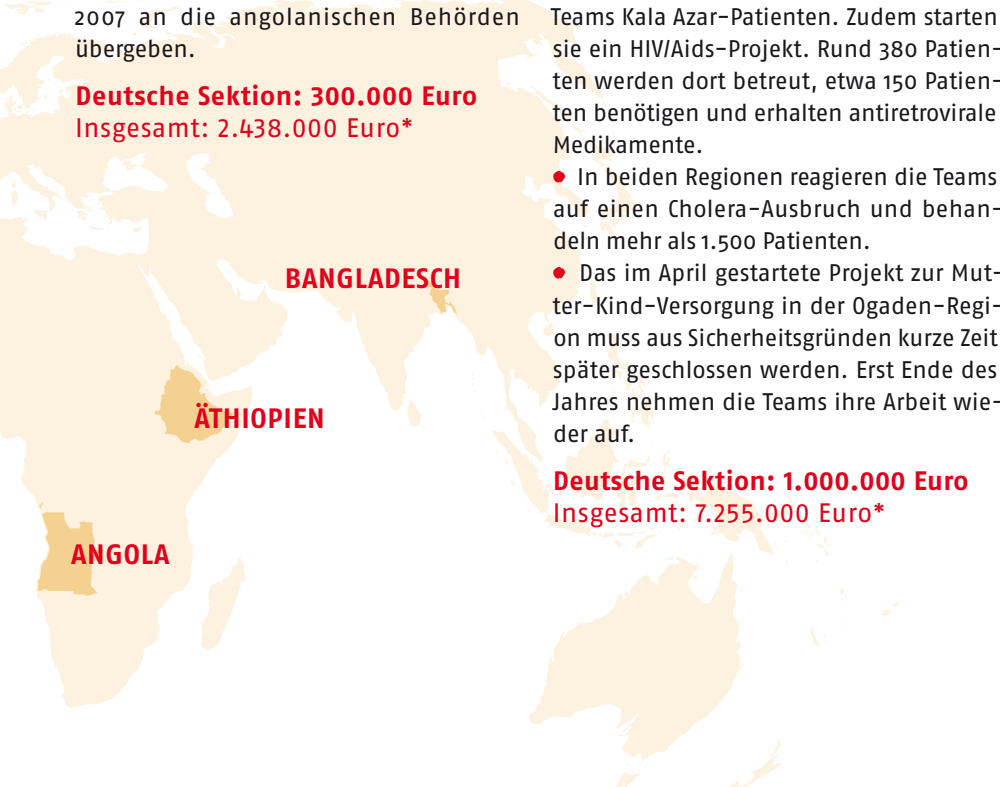 2007 an die angolanischen Behörden
übergeben.
Deutsche Sektion: 300.000 Euro
Insgesamt: 2.438.000 Euro*
Teams Kala Azar-Patienten. Zudem starten
sie ein HIV/Aids-Projekt. Rund 380 Patien-
ten werden dort betreut, etwa 150 Patien-
ten benötigen und erhalten antiretrovirale
Medikamente.
• In beiden Regionen reagieren die Teams
auf einen Cholera-Ausbruch und behan-
deln mehr als 1.500 Patienten.
• Das im April gestartete Projekt zur Mut-
ter-Kind-Versorgung in der Ogaden-Regi-
on muss aus Sicherheitsgründen kurze Zeit
später geschlossen werden. Erst Ende des
Jahres nehmen die Teams ihre Arbeit wie-
der auf.
Deutsche Sektion: 1.000.000 Euro
Insgesamt: 7.255.000 Euro*
BANGLADESCH
ÄTHIOPIEN
ANGOLA